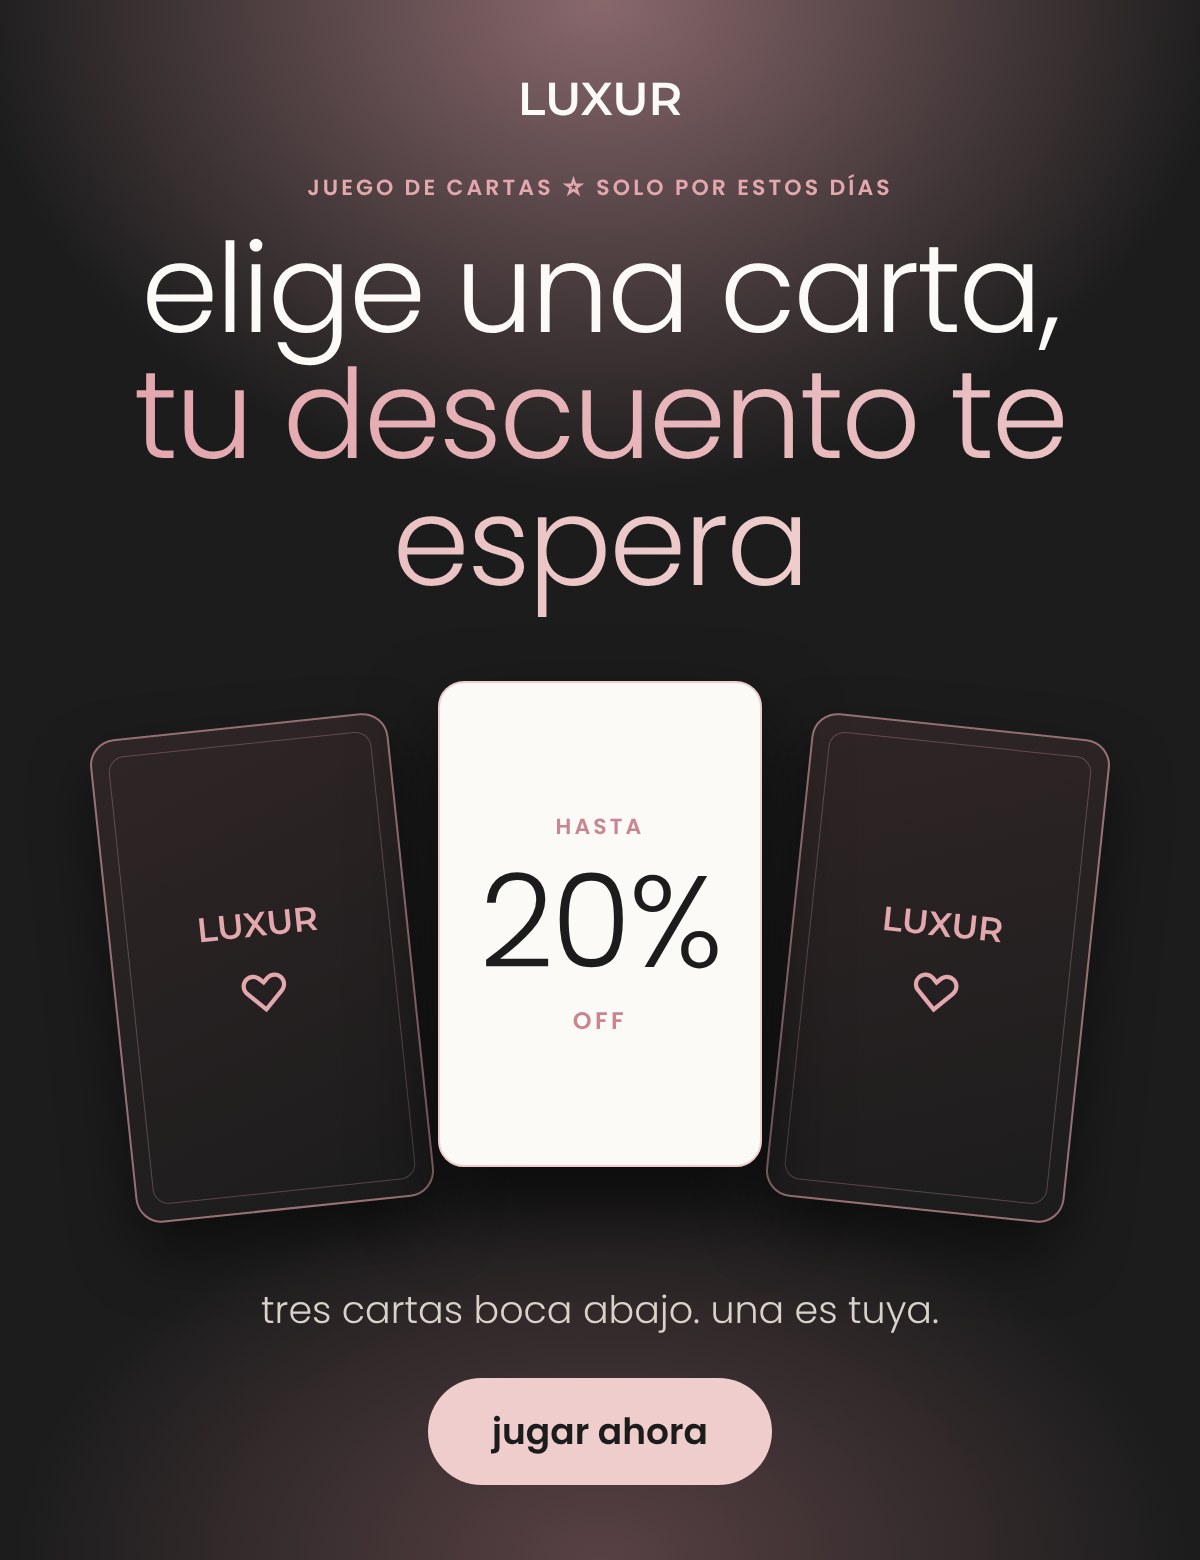 LUXUR
JUEGO DE CARTAS ☆ SOLO POR ESTOS DÍAS
elige una carta,
tu descuento te
espera
LUXUR
HASTA
20%
OFF
LUXUR
tres cartas boca abajo. una es tuya.
jugar ahora